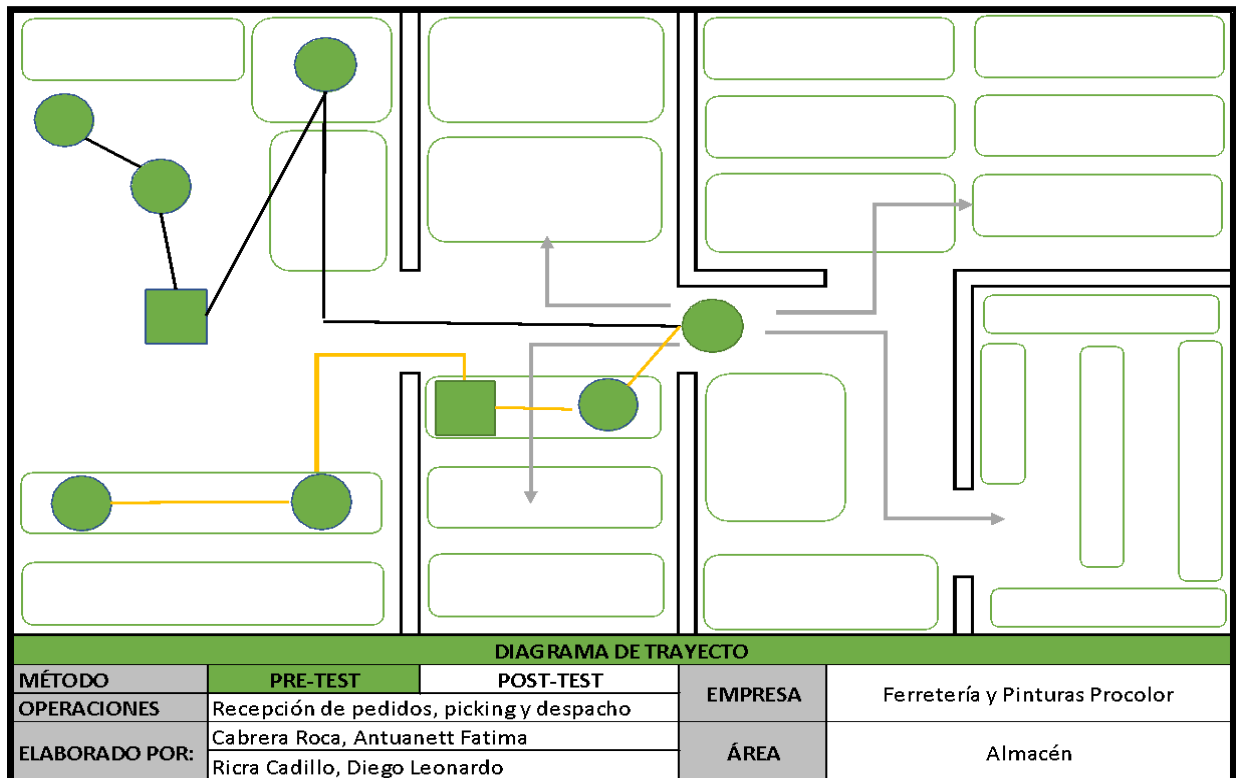 DIAGRAMA DE TRAYECTO
MÉTODO PRE-TEST POST-TEST
EMPRESA Ferretería y Pinturas Procolor
OPERACIONES Recepción de pedidos, picking y despacho
ELABORADO POR: Cabrera Roca, Antuanett Fatima
Ricra Cadillo, Diego Leonardo
ÁREA Almacén